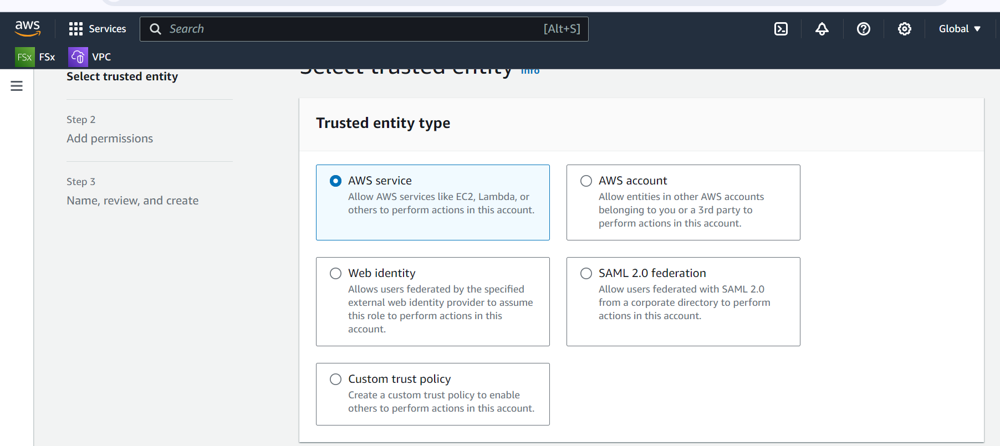 aws
Services
Search
[Alt+S]
Global
FSx FSx
VPC
Select trusted entity
Step 2
Add permissions
Step 3
Name, review, and create
Select trusted entity Info
Trusted entity type
AWS service
Allow AWS services like EC2, Lambda, or
others to perform actions in this account.
AWS account
Allow entities in other AWS accounts
belonging to you or a 3rd party to
perform actions in this account.
Web identity
Allows users federated by the specified
external web identity provider to assume
this role to perform actions in this
account.
SAML 2.0 federation
Allow users federated with SAML 2.0
from a corporate directory to perform
actions in this account.
Custom trust policy
Create a custom trust policy to enable
others to perform actions in this account.